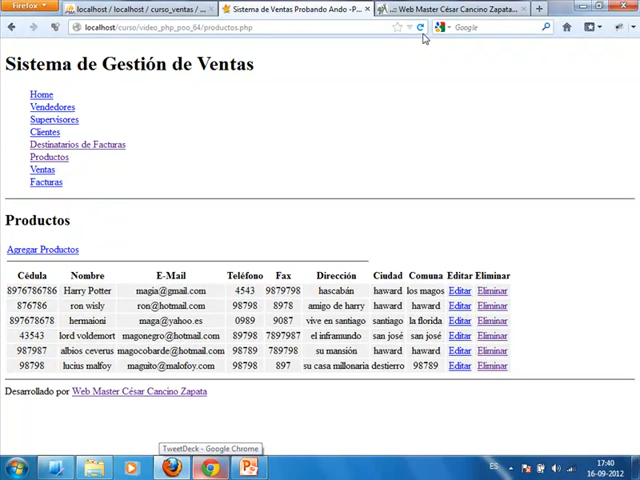 Firefox
localhost / localhost / curso_ventas / ...
Sistema de Ventas Probando Ando -P...
..:: Web Master César Cancino Zapata...
localhost/curso/video_php_poo_64/productos.php
Google
Sistema de Gestión de Ventas
Home
Vendedores
Supervisores
Clientes
Destinatarios de Facturas
Productos
Ventas
Facturas
Productos
Agregar Productos
Cédula Nombre E-Mail Teléfono Fax Dirección Ciudad Comuna Editar Eliminar
8976786786 Harry Potter magia@gmail.com 4543 9879798 hascabán haward los magos Editar Eliminar
876786 ron wisly ron@hotmail.com 98798 8978 amigo de harry haward haward Editar Eliminar
897678678 hermaioni maga@yahoo.es 0989 9087 vive en santiago santiago la florida Editar Eliminar
43543 lord voldemort magonegro@hotmail.com 89798 7897987 el inframundo san josé san josé Editar Eliminar
987987 albios ceverus magocobarde@hotmail.com 98789 789798 su mansión haward haward Editar Eliminar
98798 lucius malfoy maguito@malofoy.com 98798 897 su casa millonaria destierro 98789 Editar Eliminar
Desarrollado por Web Master César Cancino Zapata
TweetDeck - Google Chrome
ES
17:40
16-09-2012